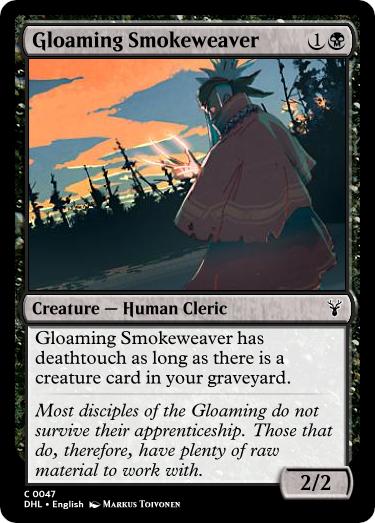 Gloaming Smokeweaver 1
Creature — Human Cleric
Gloaming Smokeweaver has
deathtouch as long as there is a
creature card in your graveyard.
Most disciples of the Gloaming do not
survive their apprenticeship. Those that
do, therefore, have plenty of raw
material to work with.
2/2
C 0047
DHL • English Markus Toivonen